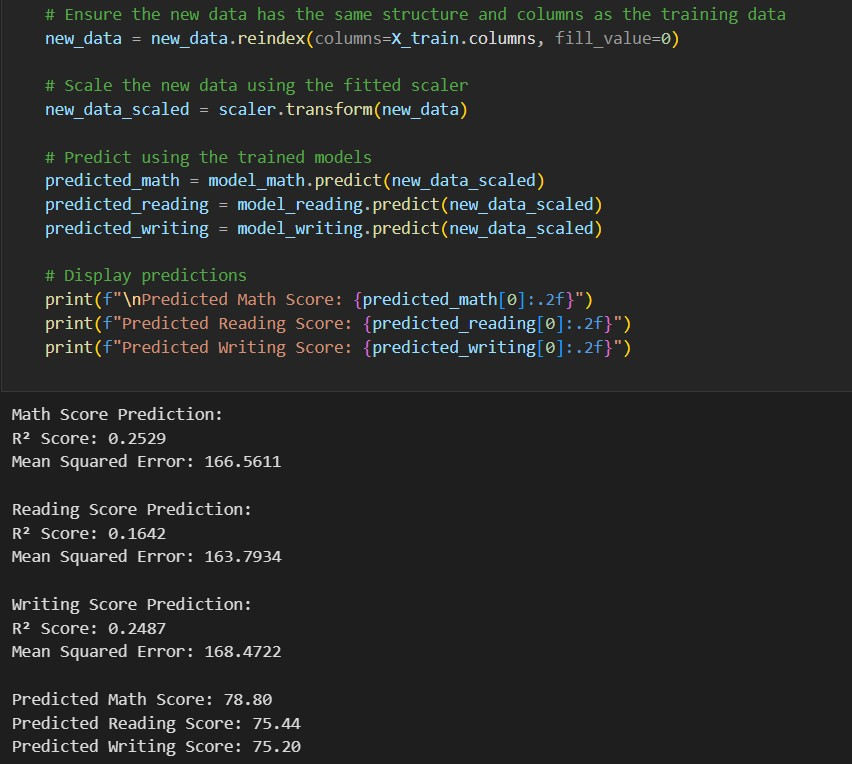 # Ensure the new data has the same structure and columns as the training data
new_data = new_data.reindex(columns=X_train.columns, fill_value=0)
# Scale the new data using the fitted scaler
new_data_scaled = scaler.transform(new_data)
# Predict using the trained models
predicted_math = model_math.predict(new_data_scaled)
predicted_reading = model_reading.predict(new_data_scaled)
predicted_writing = model_writing.predict(new_data_scaled)
# Display predictions
print(f"\nPredicted Math Score: {predicted_math[0]:.2f}")
print(f"Predicted Reading Score: {predicted_reading[0]:.2f}")
print(f"Predicted Writing Score: {predicted_writing[0]:.2f}")
Math Score Prediction:
R² Score: 0.2529
Mean Squared Error: 166.5611
Reading Score Prediction:
R² Score: 0.1642
Mean Squared Error: 163.7934
Writing Score Prediction:
R² Score: 0.2487
Mean Squared Error: 168.4722
Predicted Math Score: 78.80
Predicted Reading Score: 75.44
Predicted Writing Score: 75.20